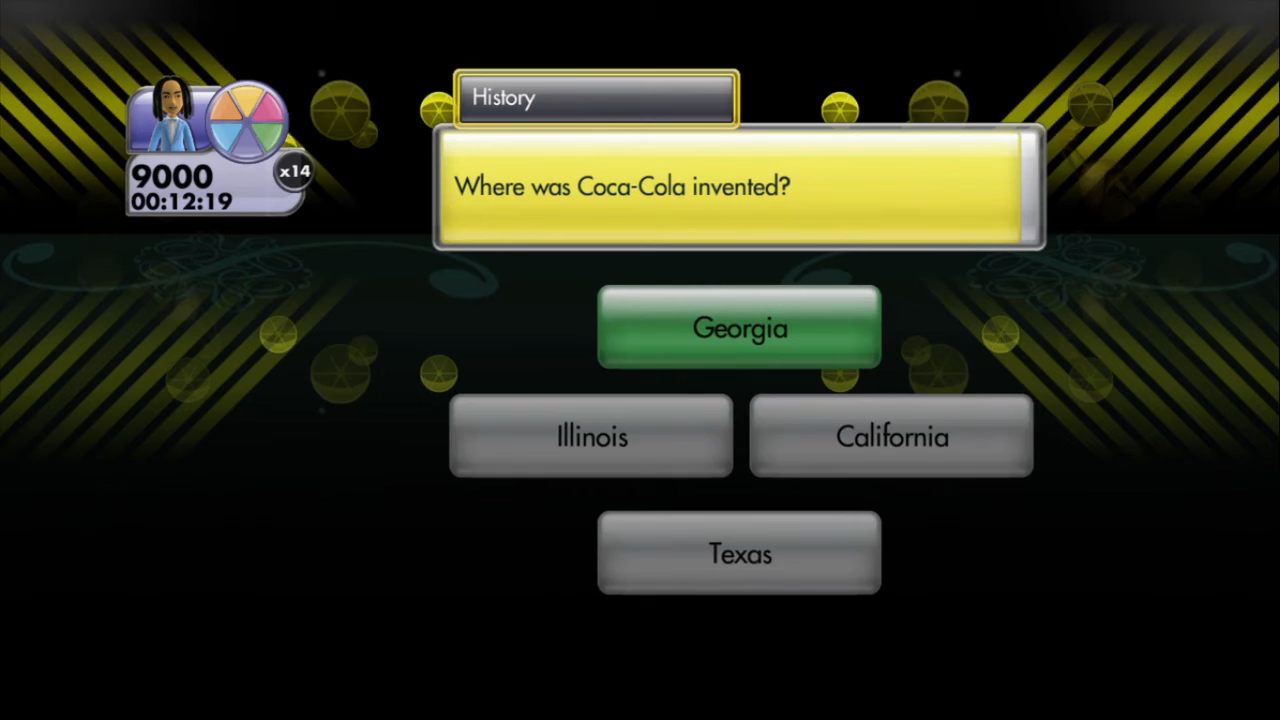 History
Where was Coca-Cola invented?
9000
x14
00:12:19
Georgia
Illinois
California
Texas